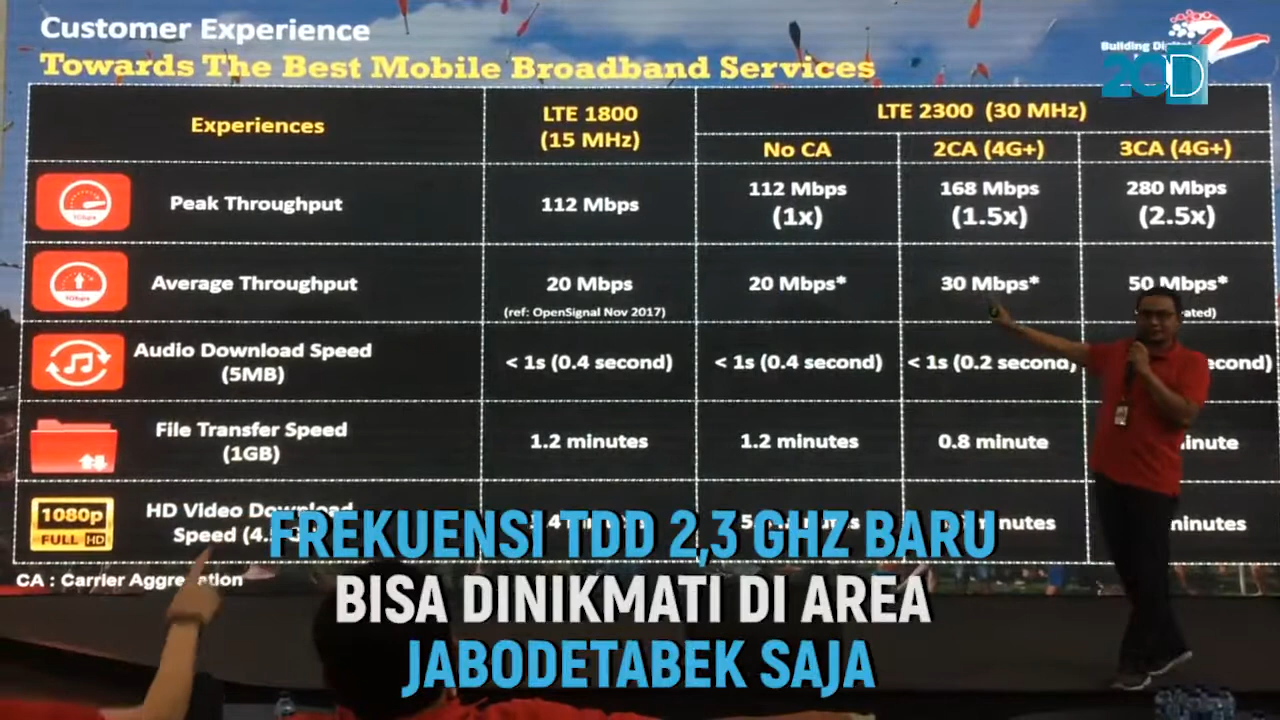 Customer Experience
Building
Towards The Best Mobile Broadband Services
20D
Experiences
LTE 1800
(15 MHz)
LTE 2300 (30 MHz)
No CA
2CA (4G+)
3CA (4G+)
Peak Throughput
112 Mbps
112 Mbps
(1x)
168 Mbps
(1.5x)
280 Mbps
(2.5x)
Average Throughput
20 Mbps
(ref: OpenSignal Nov 2017)
20 Mbps*
30 Mbps*
50 Mbps*
Audio Download Speed
(5MB)
< 1s (0.4 second)
< 1s (0.4 second)
< 1s (0.2 second)
File Transfer Speed
(1GB)
1.2 minutes
1.2 minutes
0.8 minute
1080p
FULL HD
HD Video Download
Speed
CA : Carrier
FREKUENSI TDD 2,3 GHZ BARU
BISA DINIKMATI DI AREA
JABODETABEK SAJA